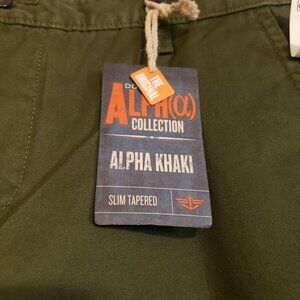 THE
ORIGINAL
ALPH(α)
COLLECTION
ALPHA KHAKI
SLIM TAPERED